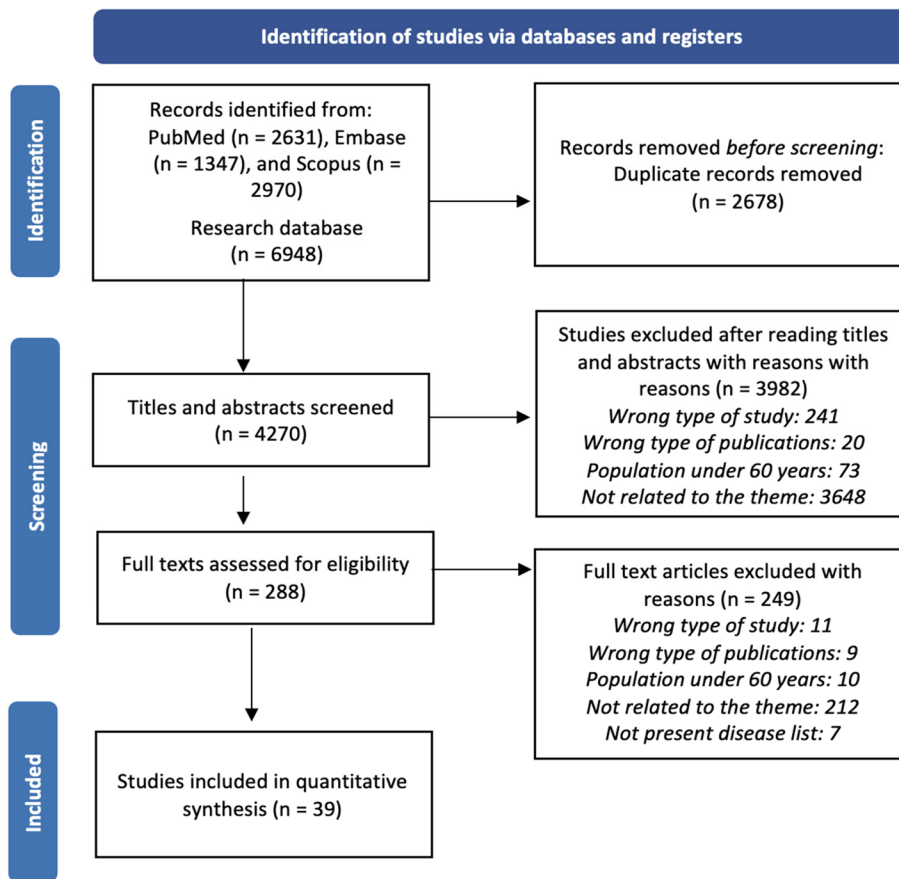 Identification of studies via databases and registers
Identification
Records identified from:
PubMed (n = 2631), Embase
(n = 1347), and Scopus (n =
2970)
Research database
(n = 6948)
Records removed before screening:
Duplicate records removed
(n = 2678)
Screening
Titles and abstracts screened
(n = 4270)
Studies excluded after reading titles
and abstracts with reasons with
reasons (n = 3982)
Wrong type of study: 241
Wrong type of publications: 20
Population under 60 years: 73
Not related to the theme: 3648
Full texts assessed for eligibility
(n = 288)
Full text articles excluded with
reasons (n = 249)
Wrong type of study: 11
Wrong type of publications: 9
Population under 60 years: 10
Not related to the theme: 212
Not present disease list: 7
Included
Studies included in quantitative
synthesis (n = 39)